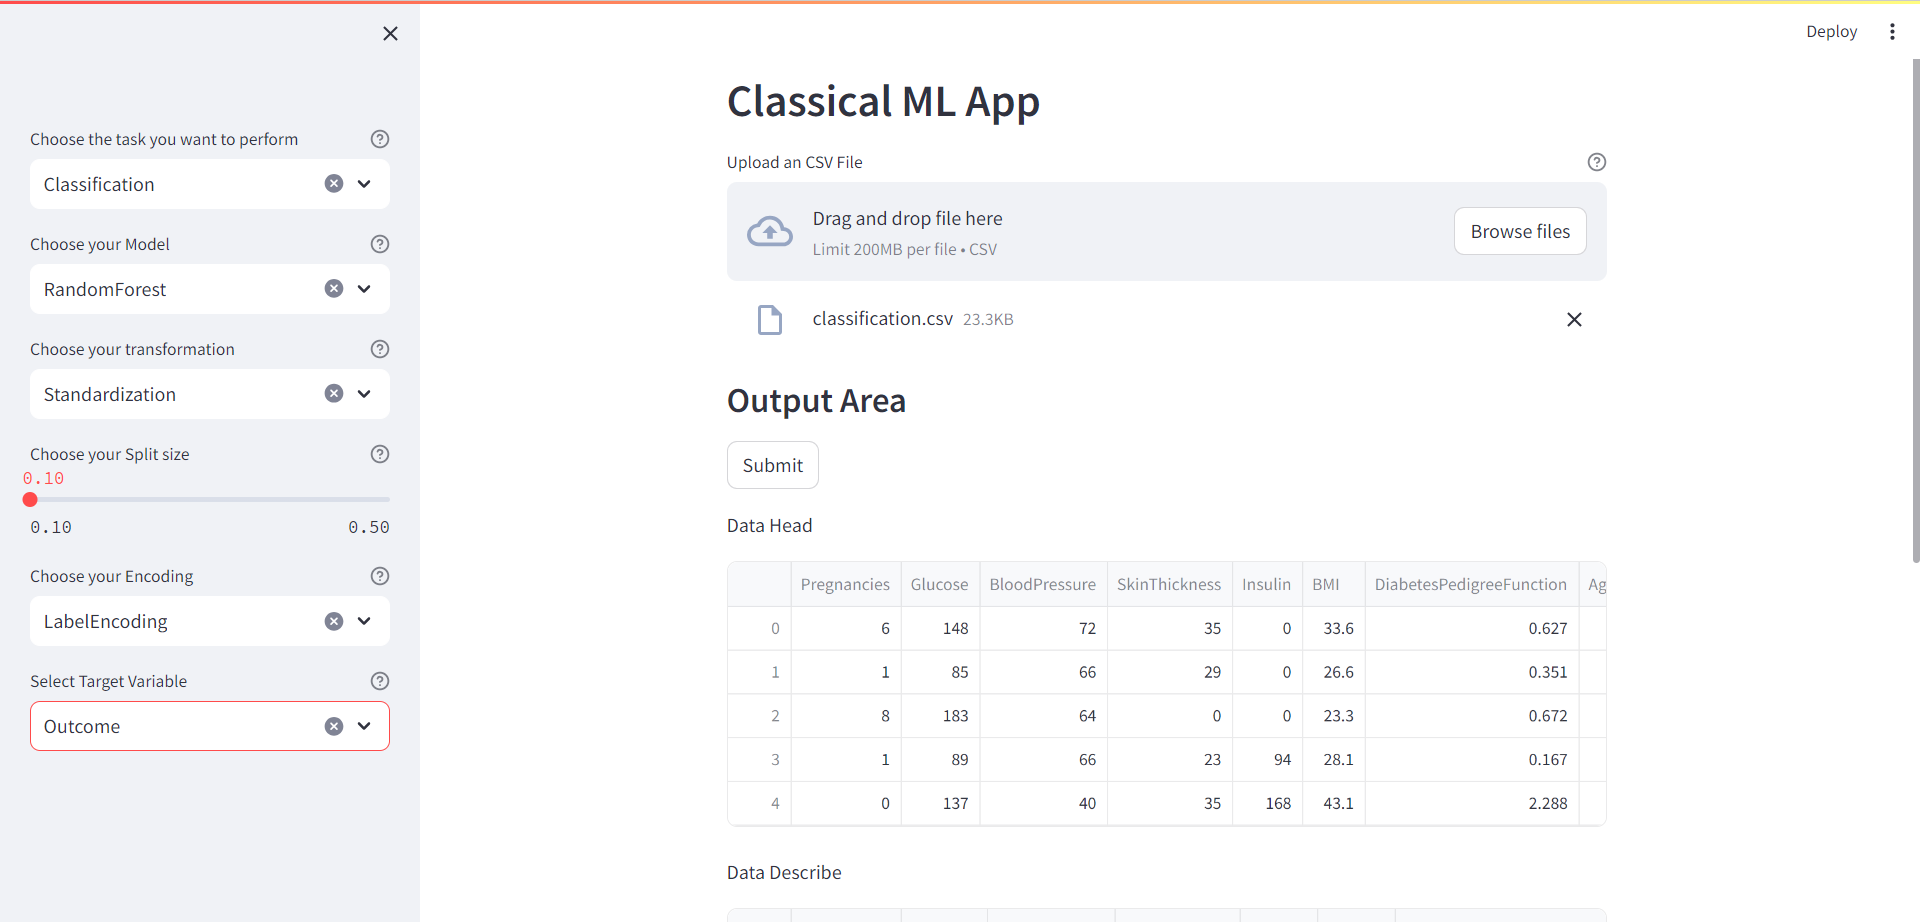 Deploy
Choose the task you want to perform
Classification
Choose your Model
RandomForest
Choose your transformation
Standardization
Choose your Split size
0.10
0.10 0.50
Choose your Encoding
LabelEncoding
Select Target Variable
Outcome
Classical ML App
Upload an CSV File
Drag and drop file here
Limit 200MB per file • CSV
Browse files
classification.csv 23.3KB
Output Area
Submit
Data Head
Pregnancies Glucose BloodPressure SkinThickness Insulin BMI DiabetesPedigreeFunction Ag
0 6 148 72 35 0 33.6 0.627
1 1 85 66 29 0 26.6 0.351
2 8 183 64 0 0 23.3 0.672
3 1 89 66 23 94 28.1 0.167
4 0 137 40 35 168 43.1 2.288
Data Describe